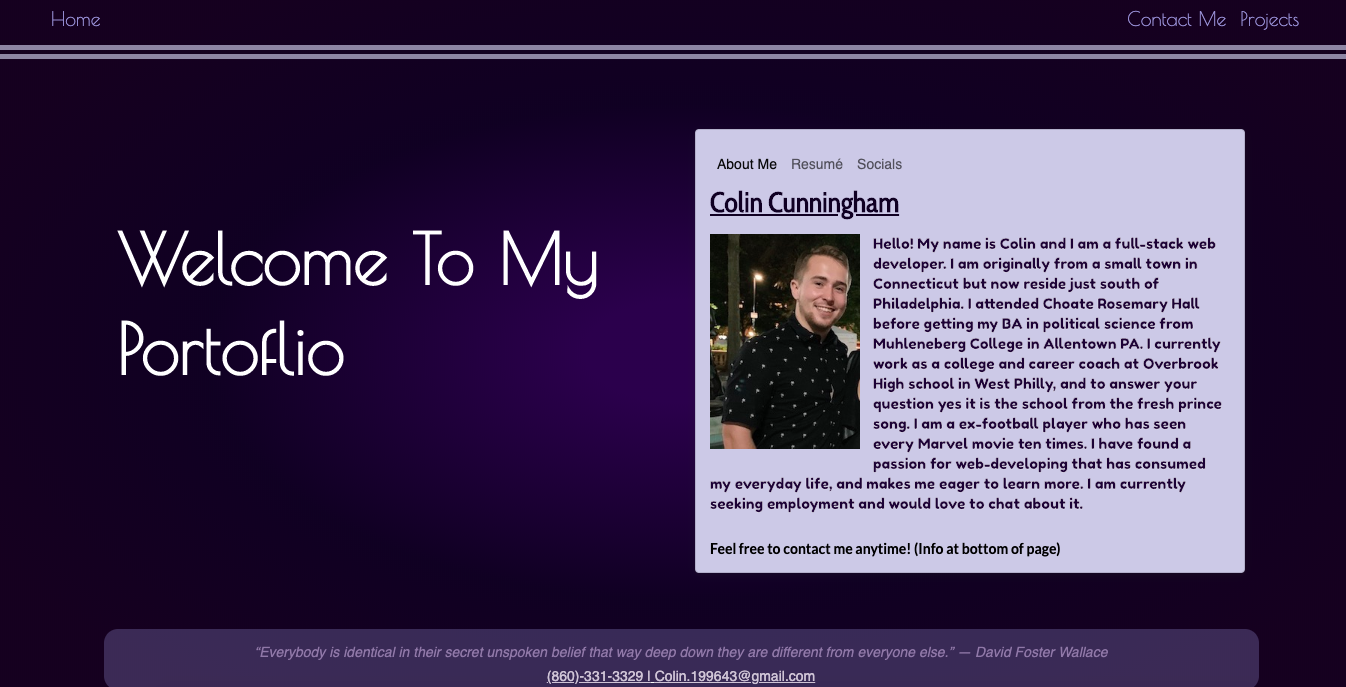 Home
Contact Me Projects
Welcome To My
Portoflio
About Me Resumé Socials
Colin Cunningham
Hello! My name is Colin and I am a full-stack web
developer. I am originally from a small town in
Connecticut but now reside just south of
Philadelphia. I attended Choate Rosemary Hall
before getting my BA in political science from
Muhleneberg College in Allentown PA. I currently
work as a college and career coach at Overbrook
High school in West Philly, and to answer your
question yes it is the school from the fresh prince
song. I am a ex-football player who has seen
every Marvel movie ten times. I have found a
passion for web-developing that has consumed
my everyday life, and makes me eager to learn more. I am currently
seeking employment and would love to chat about it.
Feel free to contact me anytime! (Info at bottom of page)
“Everybody is identical in their secret unspoken belief that way deep down they are different from everyone else.” — David Foster Wallace
(860)-331-3329 | Colin.199643@gmail.com